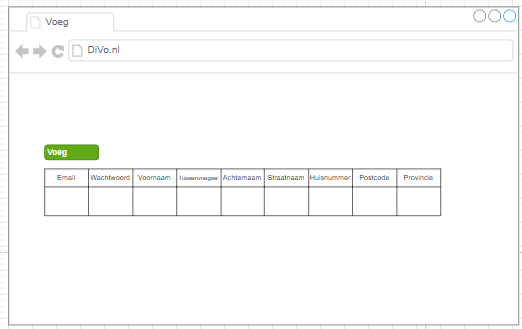 Voeg
DiVo.nl
Voeg
Email Wachtwoord Voornaam Tussenvoegsel Achternaam Straatnaam Huisnummer Postcode Provincie